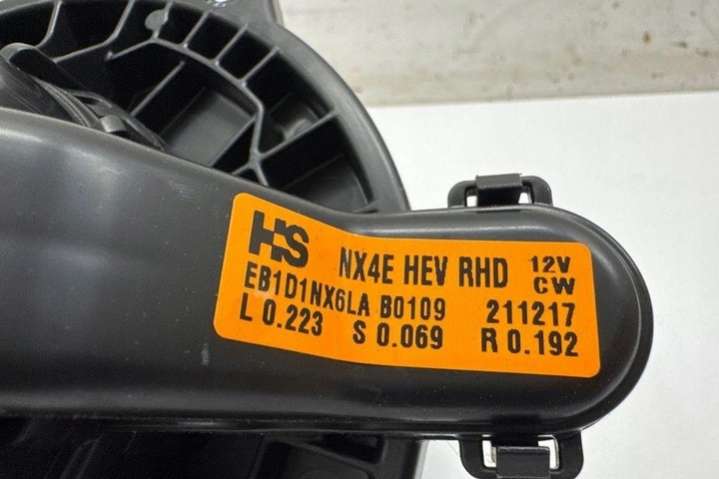 HS NX4E HEV RHD 12V CW
EB1D1NX6LA B0109 211217
L 0.223 S 0.069 R 0.192